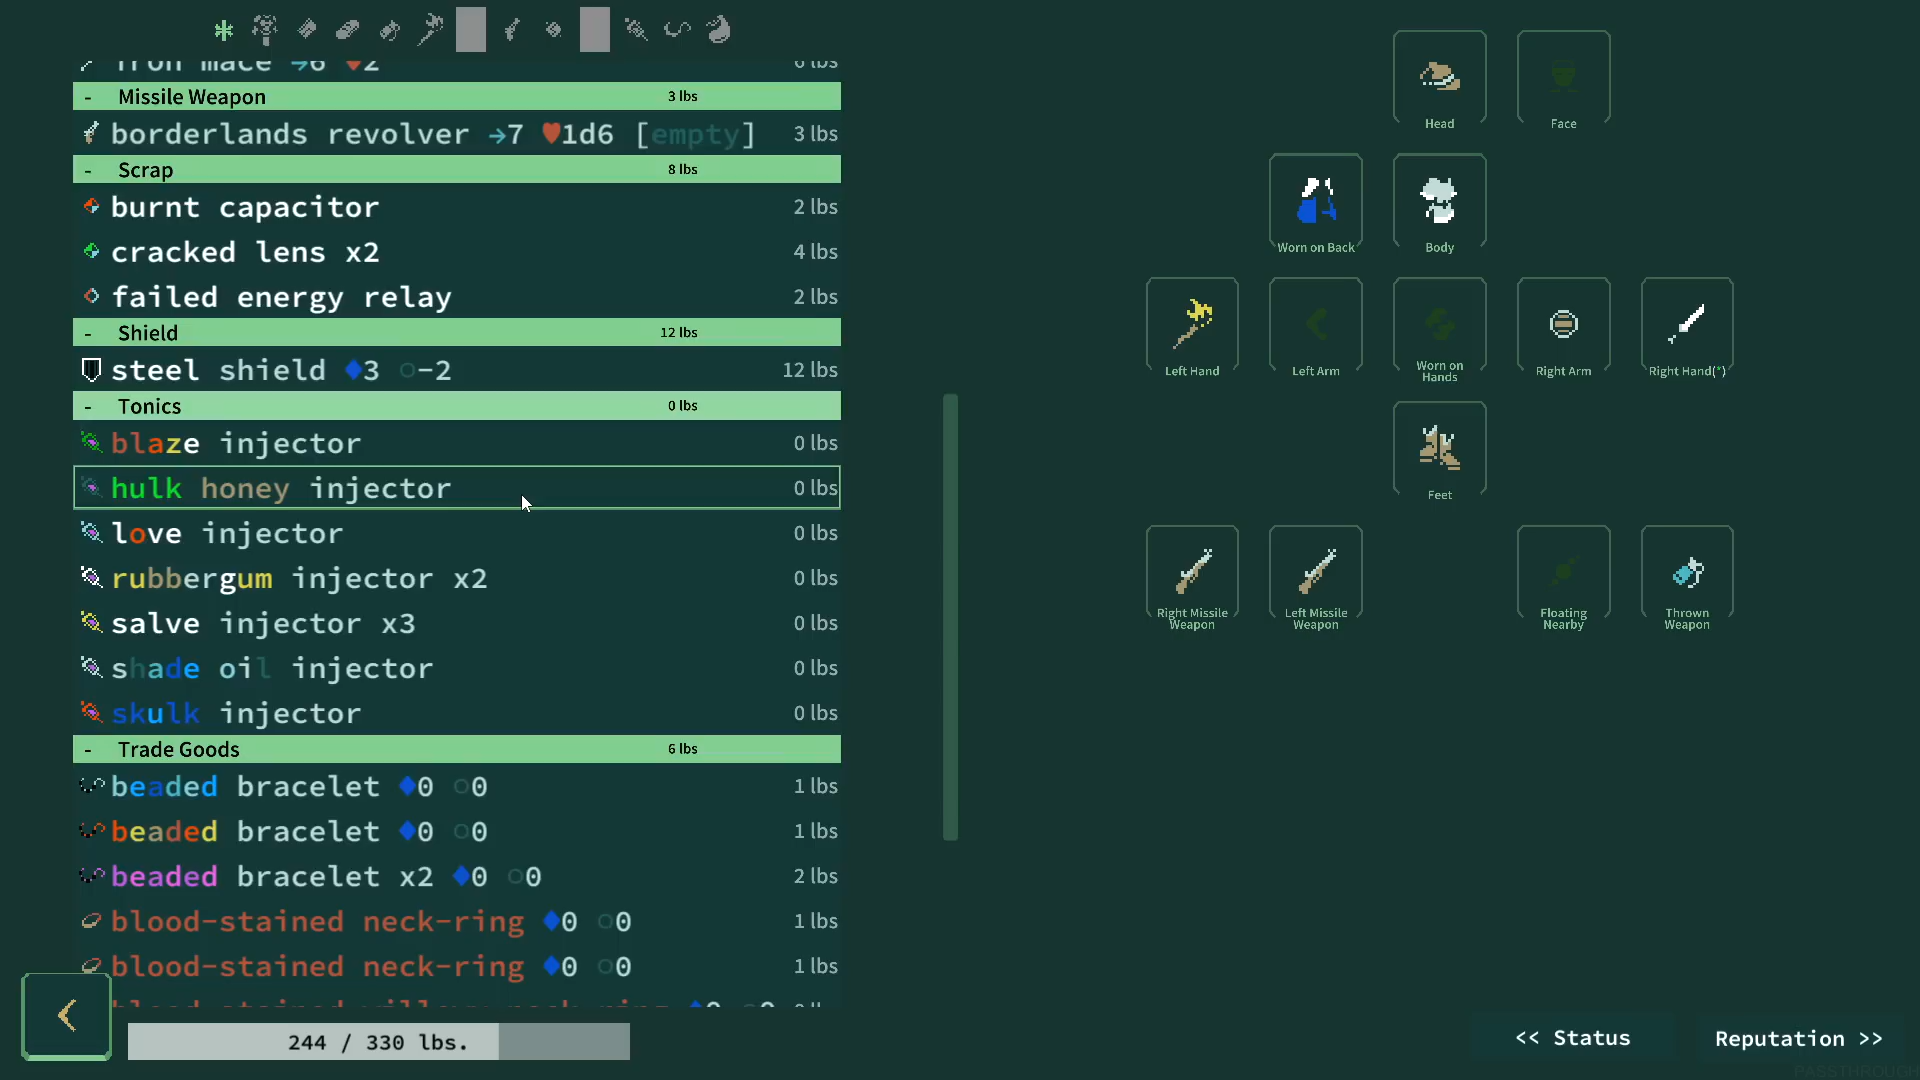 iron mace →6 ♥2 6 lbs
- Missile Weapon 3 lbs
borderlands revolver →7 ♥1d6 [empty] 3 lbs
- Scrap 8 lbs
burnt capacitor 2 lbs
cracked lens x2 4 lbs
failed energy relay 2 lbs
- Shield 12 lbs
steel shield ◆3 ○-2 12 lbs
- Tonics 0 lbs
blaze injector 0 lbs
hulk honey injector 0 lbs
love injector 0 lbs
rubbergum injector x2 0 lbs
salve injector x3 0 lbs
shade oil injector 0 lbs
skulk injector 0 lbs
- Trade Goods 6 lbs
beaded bracelet ◆0 ○0 1 lbs
beaded bracelet ◆0 ○0 1 lbs
beaded bracelet x2 ◆0 ○0 2 lbs
blood-stained neck-ring ◆0 ○0 1 lbs
blood-stained neck-ring ◆0 ○0 1 lbs
244 / 330 lbs.
Head
Face
Worn on Back
Body
Left Hand
Left Arm
Worn on
Hands
Right Arm
Right Hand(*)
Feet
Right Missile
Weapon
Left Missile
Weapon
Floating
Nearby
Thrown
Weapon
<< Status
Reputation >>
PASSTHROUGH